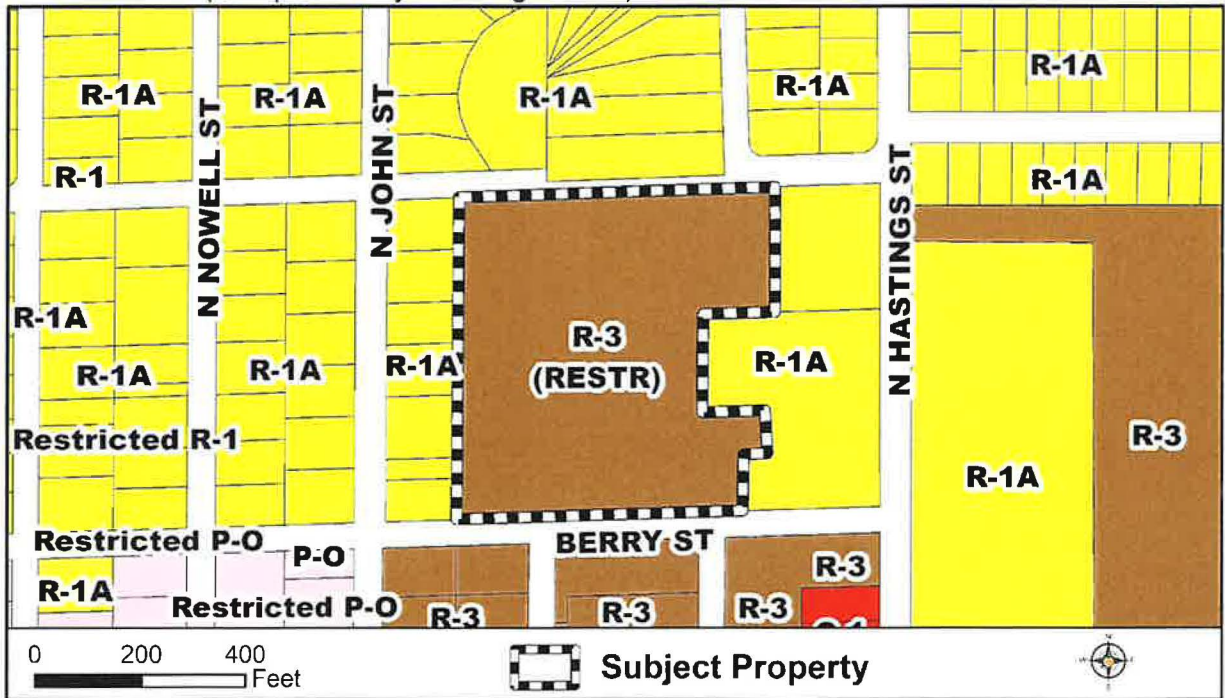 R-1A
R-1A
R-1A
R-1A
R-1A
R-1
R-1A
N NOWELL ST
N JOHN ST
N HASTINGS ST
R-1A
R-1A
R-1A
R-1A
R-3
(RESTR)
R-1A
Restricted R-1
R-3
R-1A
Restricted P-O
P-O
BERRY ST
R-1A
Restricted P-O
R-3
R-3
R-3
R-3
0 200 400
Feet
Subject Property